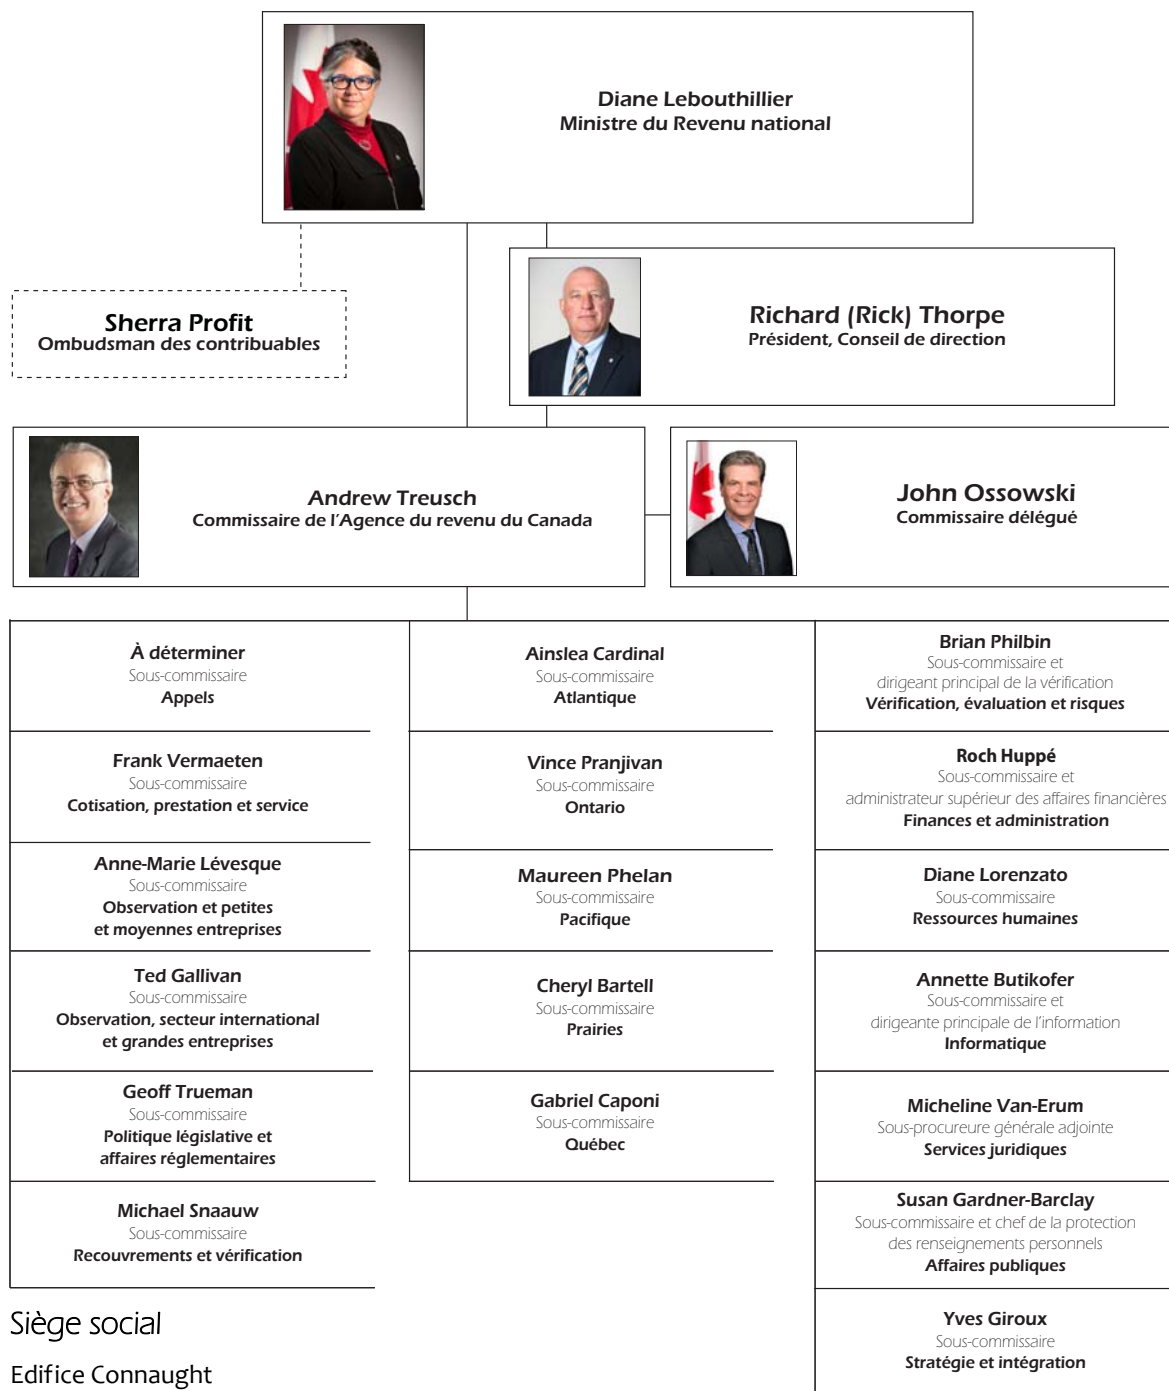 Diane Lebouthillier
Ministre du Revenu national
Sherra Profit
Ombudsman des contribuables
Richard (Rick) Thorpe
Président, Conseil de direction
Andrew Treusch
Commissaire de l'Agence du revenu du Canada
John Ossowski
Commissaire délégué
À déterminer
Sous-commissaire
Appels
Frank Vermaeten
Sous-commissaire
Cotisation, prestation et service
Anne-Marie Lévesque
Sous-commissaire
Observation et petites
et moyennes entreprises
Ted Gallivan
Sous-commissaire
Observation, secteur international
et grandes entreprises
Geoff Trueman
Sous-commissaire
Politique législative et
affaires réglementaires
Michael Snaauw
Sous-commissaire
Recouvrements et vérification
Ainslea Cardinal
Sous-commissaire
Atlantique
Vince Pranjivan
Sous-commissaire
Ontario
Maureen Phelan
Sous-commissaire
Pacifique
Cheryl Bartell
Sous-commissaire
Prairies
Gabriel Caponi
Sous-commissaire
Québec
Brian Philbin
Sous-commissaire et
dirigeant principal de la vérification
Vérification, évaluation et risques
Roch Huppé
Sous-commissaire et
administrateur supérieur des affaires financières
Finances et administration
Diane Lorenzato
Sous-commissaire
Ressources humaines
Annette Butikofer
Sous-commissaire et
dirigeante principale de l'information
Informatique
Micheline Van-Erum
Sous-procureure générale adjointe
Services juridiques
Susan Gardner-Barclay
Sous-commissaire et chef de la protection
des renseignements personnels
Affaires publiques
Yves Giroux
Sous-commissaire
Stratégie et intégration
Siège social
Edifice Connaught